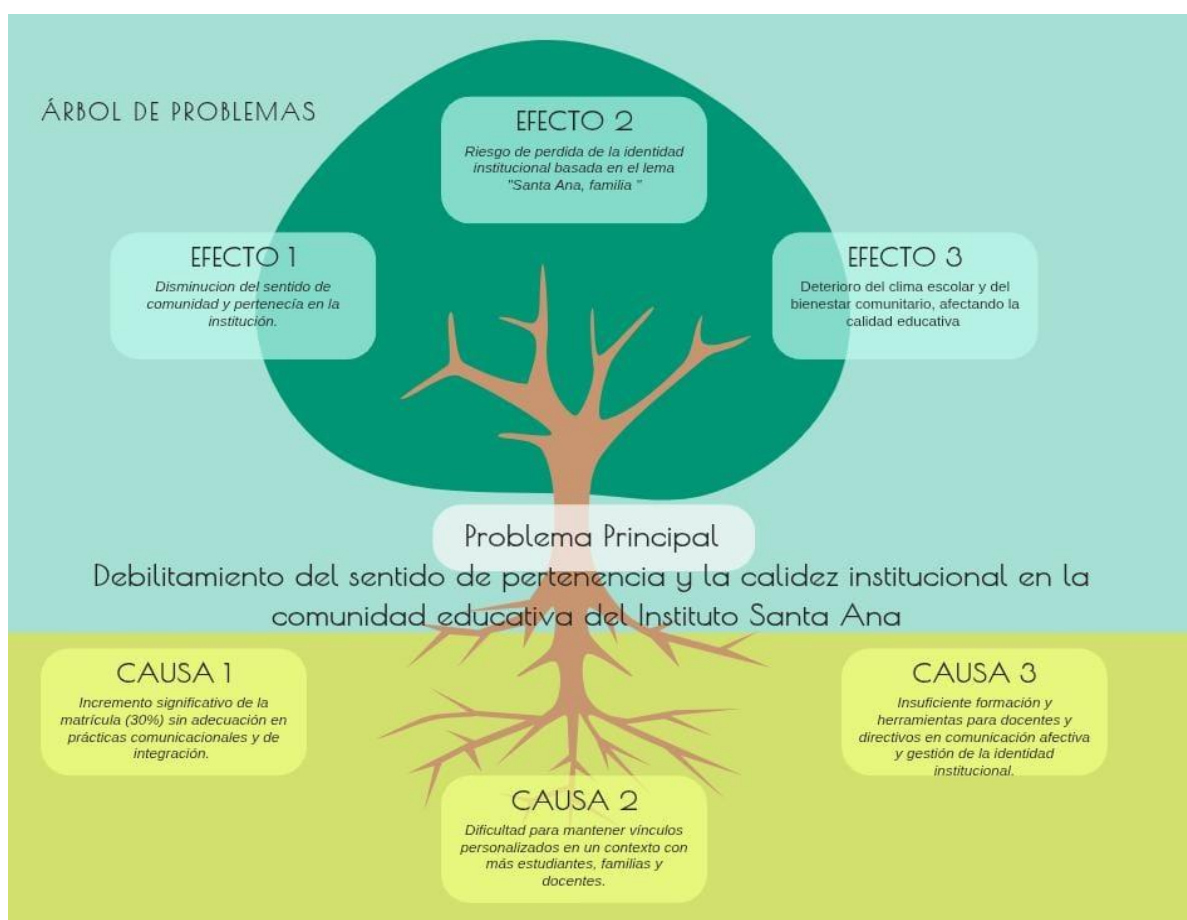 ÁRBOL DE PROBLEMAS
EFECTO 2
Riesgo de perdida de la identidad
institucional basada en el lema
"Santa Ana, familia "
EFECTO 1
Disminucion del sentido de
comunidad y pertenecía en la
institución.
EFECTO 3
Deterioro del clima escolar y del
bienestar comunitario, afectando la
calidad educativa
Problema Principal
Debilitamiento del sentido de pertenencia y la calidez institucional en la
comunidad educativa del Instituto Santa Ana
CAUSA 1
Incremento significativo de la
matrícula (30%) sin adecuación en
prácticas comunicacionales y de
integración.
CAUSA 3
Insuficiente formación y
herramientas para docentes y
directivos en comunicación afectiva
y gestión de la identidad
institucional.
CAUSA 2
Dificultad para mantener vínculos
personalizados en un contexto con
más estudiantes, familias y
docentes.